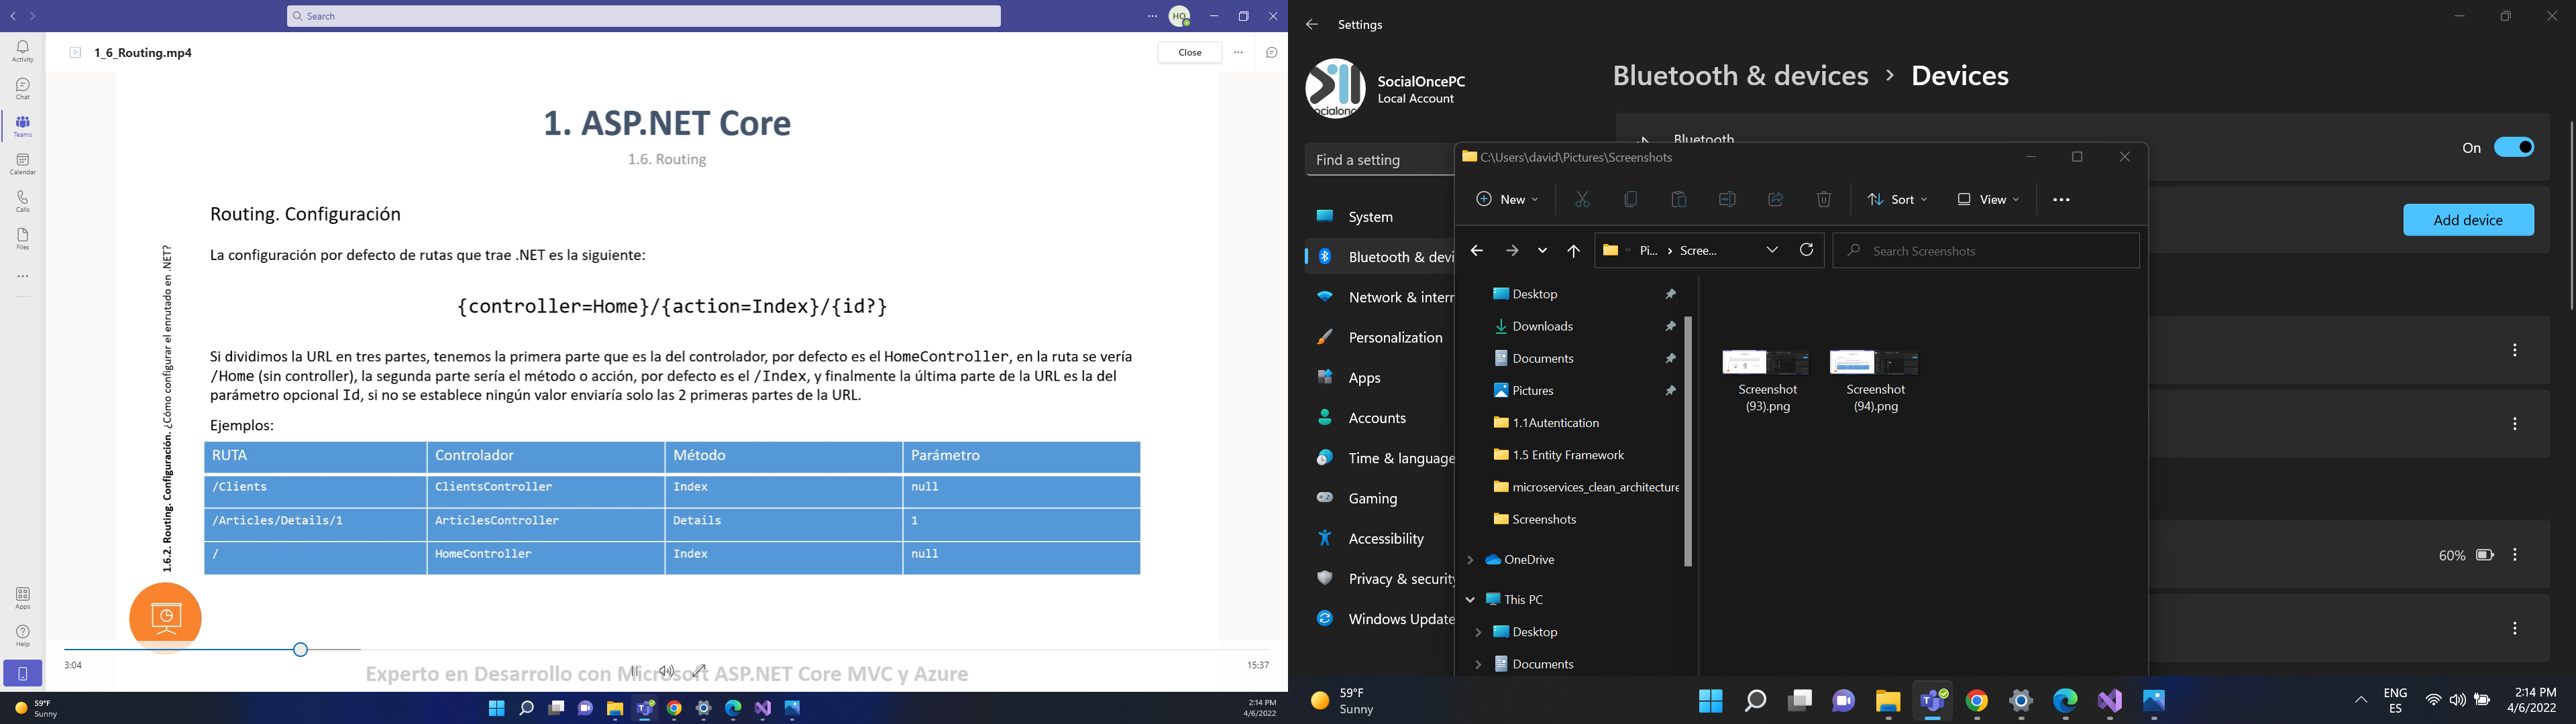 Search
HO
1_6_Routing.mp4
Close
Activity
Chat
Teams
Calendar
Calls
Files
Apps
Help
1. ASP.NET Core
1.6. Routing
Routing. Configuración
La configuración por defecto de rutas que trae .NET es la siguiente:
{controller=Home}/{action=Index}/{id?}
Si dividimos la URL en tres partes, tenemos la primera parte que es la del controlador, por defecto es el HomeController, en la ruta se vería
/Home (sin controller), la segunda parte sería el método o acción, por defecto es el /Index, y finalmente la última parte de la URL es la del
parámetro opcional Id, si no se establece ningún valor enviaría solo las 2 primeras partes de la URL.
Ejemplos:
RUTA Controlador Método Parámetro
/Clients ClientsController Index null
/Articles/Details/1 ArticlesController Details 1
/ HomeController Index null
1.6.2. Routing. Configuración. ¿Cómo configurar el enrutado en .NET?
3:04
15:37
Experto en Desarrollo con Microsoft ASP.NET Core MVC y Azure
59°F
Sunny
2:14 PM
4/6/2022
Settings
SocialOncePC
Local Account
socialonc
Find a setting
System
Bluetooth & devi
Network & intern
Personalization
Apps
Accounts
Time & language
Gaming
Accessibility
Privacy & security
Windows Update
Bluetooth & devices > Devices
Bluetooth
On
Add device
60%
C:\Users\david\Pictures\Screenshots
New
Sort
View
Pi... > Scree...
Search Screenshots
Desktop
Downloads
Documents
Pictures
1.1Autentication
1.5 Entity Framework
microservices_clean_architecture
Screenshots
OneDrive
This PC
Desktop
Documents
Screenshot
(93).png
Screenshot
(94).png
59°F
Sunny
ENG
ES
2:14 PM
4/6/2022